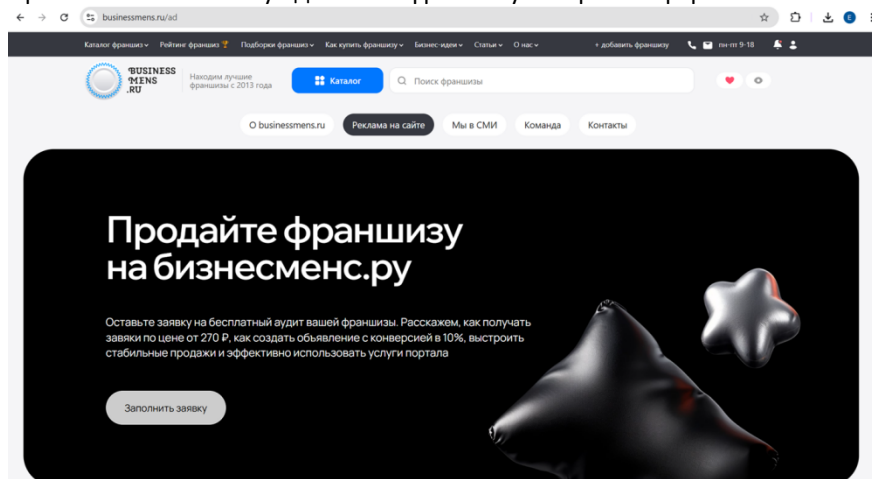 businessmens.ru/ad
Каталог франшиз Рейтинг франшиз Подборки франшиз Как купить франшизу Бизнес-идеи Статьи О нас + добавить франшизу пн-пт 9-18
BUSINESS
MENS
.RU
Находим лучшие
франшизы с 2013 года
Каталог
Поиск франшизы
О businessmens.ru Реклама на сайте Мы в СМИ Команда Контакты
Продайте франшизу
на бизнесменс.ру
Оставьте заявку на бесплатный аудит вашей франшизы. Расскажем, как получать
завяки по цене от 270 ₽, как создать объявление с конверсией в 10%, выстроить
стабильные продажи и эффективно использовать услуги портала
Заполнить заявку